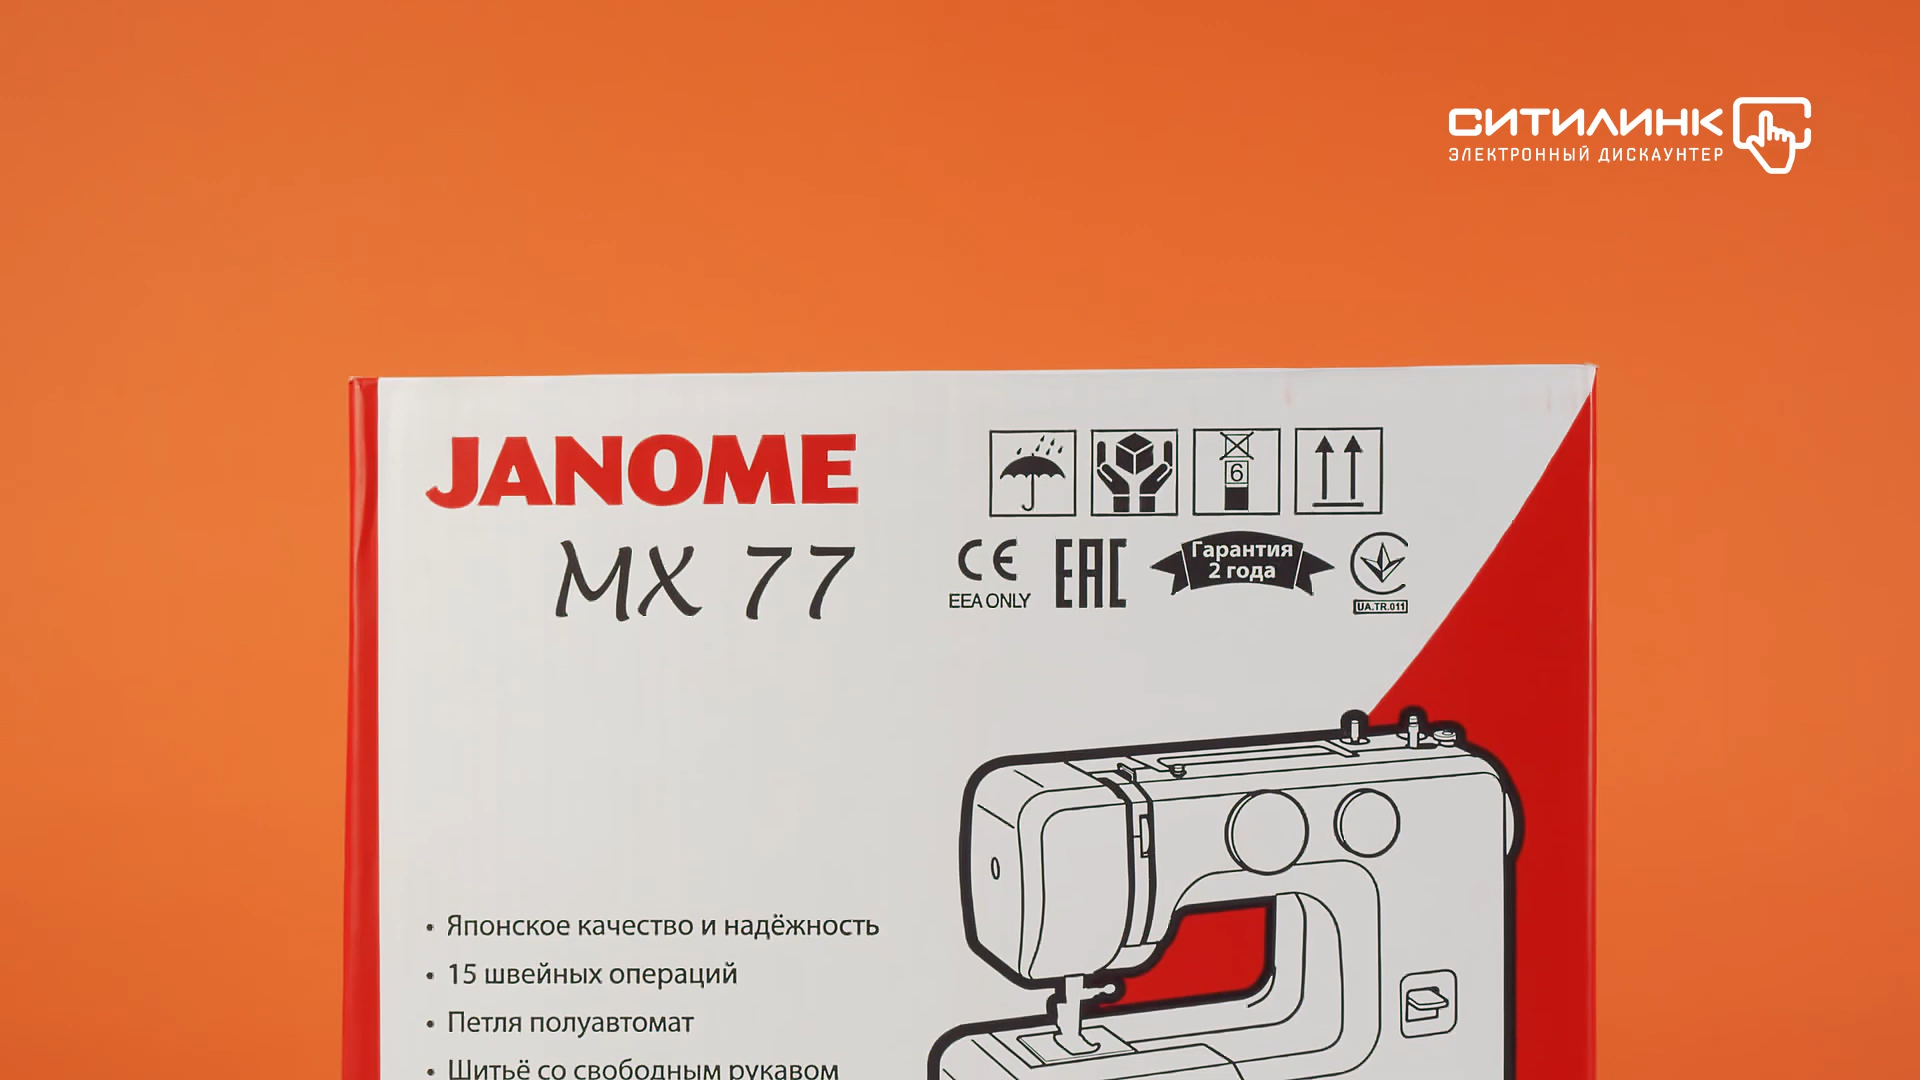 СИТИЛИНК
ЭЛЕКТРОННЫЙ ДИСКАУНТЕР
JANOME
MX 77
6
CE
EEA ONLY
EAC
Гарантия
2 года
UA.TR.011
• Японское качество и надёжность
• 15 швейных операций
• Петля полуавтомат
• Шитьё со свободным рукавом